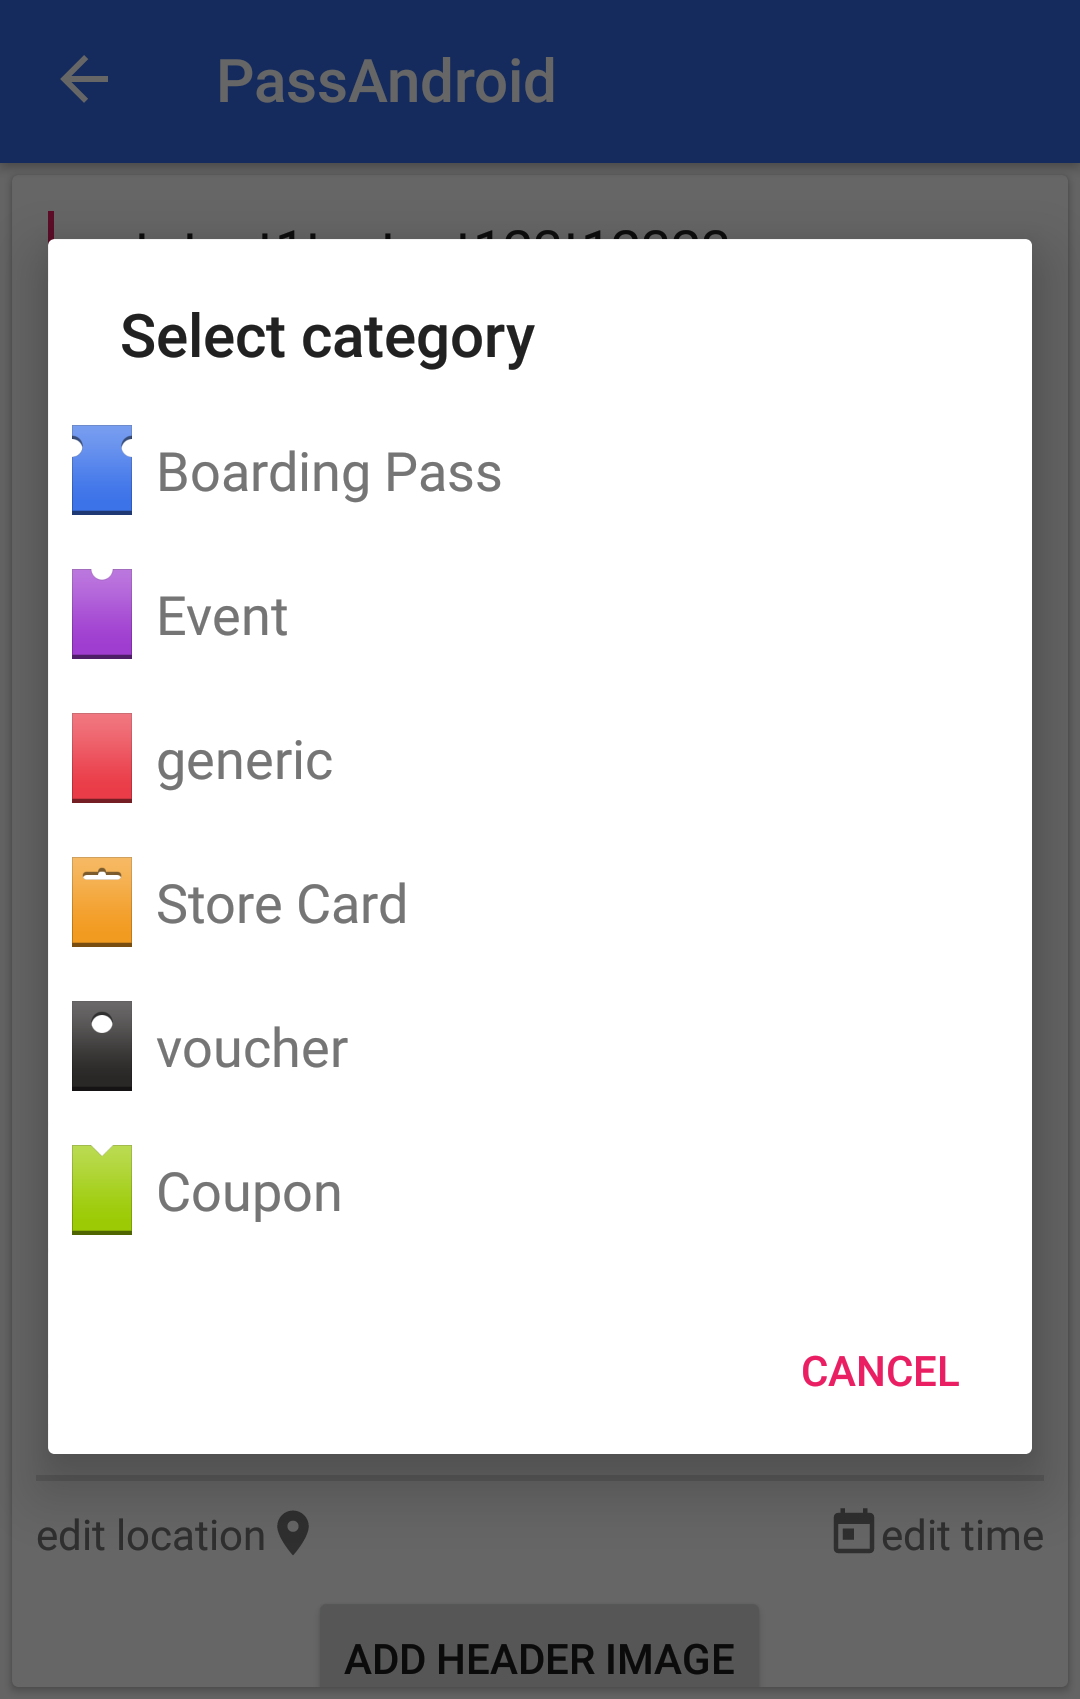 PassAndroid
Select category
Boarding Pass
Event
generic
Store Card
voucher
Coupon
CANCEL
edit location
edit time
ADD HEADER IMAGE